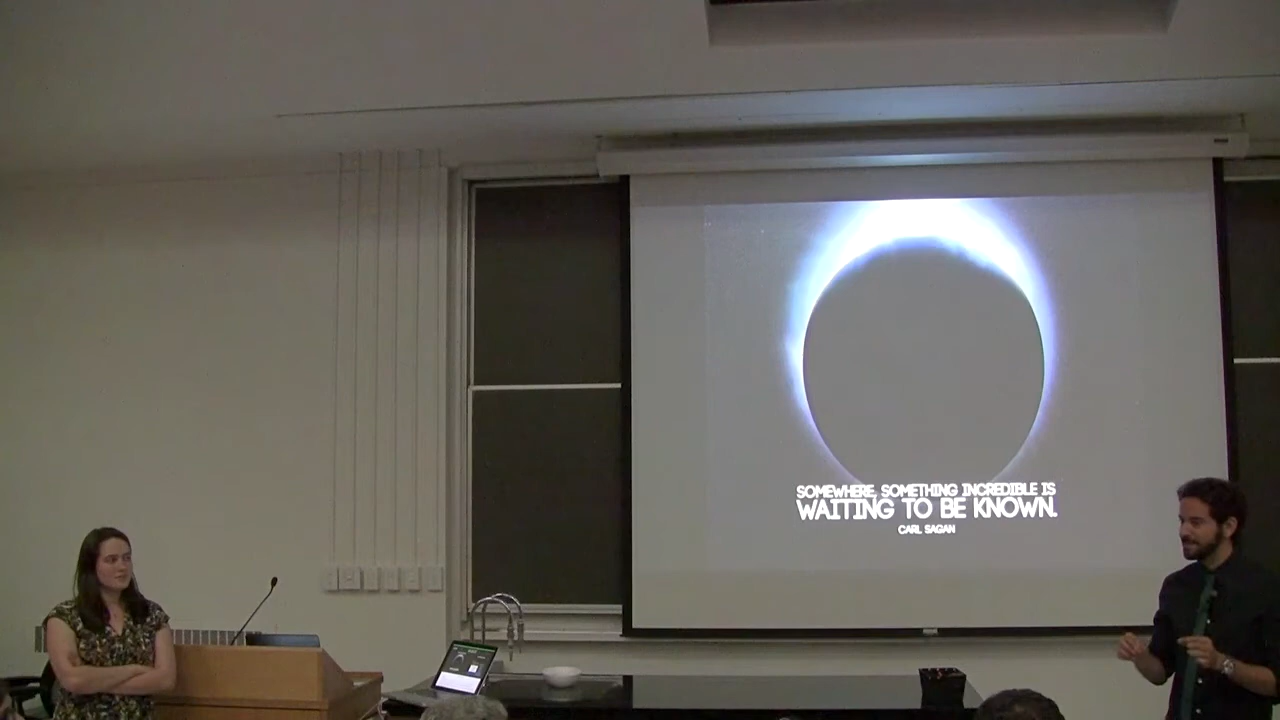 SOMEWHERE, SOMETHING INCREDIBLE IS
WAITING TO BE KNOWN.
CARL SAGAN